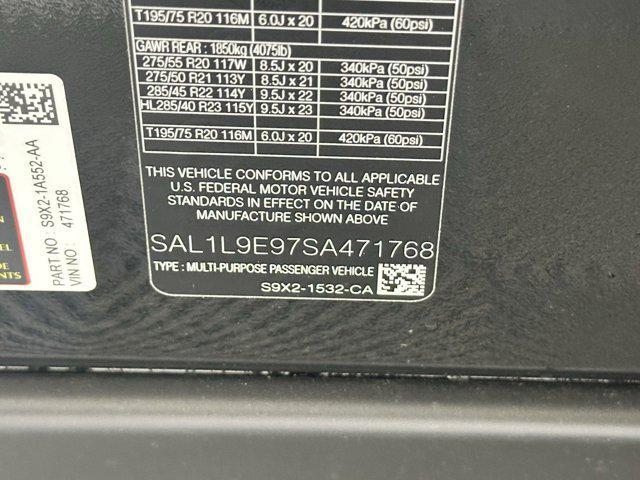 T195/75 R20 116M 6.0J x 20 420kPa (60psi)
GAWR REAR : 1850kg (4075lb)
275/55 R20 117W 8.5J x 20 340kPa (50psi)
275/50 R21 113Y 8.5J x 21 340kPa (50psi)
285/45 R22 114Y 9.5J x 22 340kPa (50psi)
HL285/40 R23 115Y 9.5J x 23 340kPa (50psi)
T195/75 R20 116M 6.0J x 20 420kPa (60psi)
THIS VEHICLE CONFORMS TO ALL APPLICABLE
U.S. FEDERAL MOTOR VEHICLE SAFETY
STANDARDS IN EFFECT ON THE DATE OF
MANUFACTURE SHOWN ABOVE
SAL1L9E97SA471768
TYPE : MULTI-PURPOSE PASSENGER VEHICLE
S9X2-1532-CA
PART NO : S9X2-1A552-AA
VIN NO : 471768